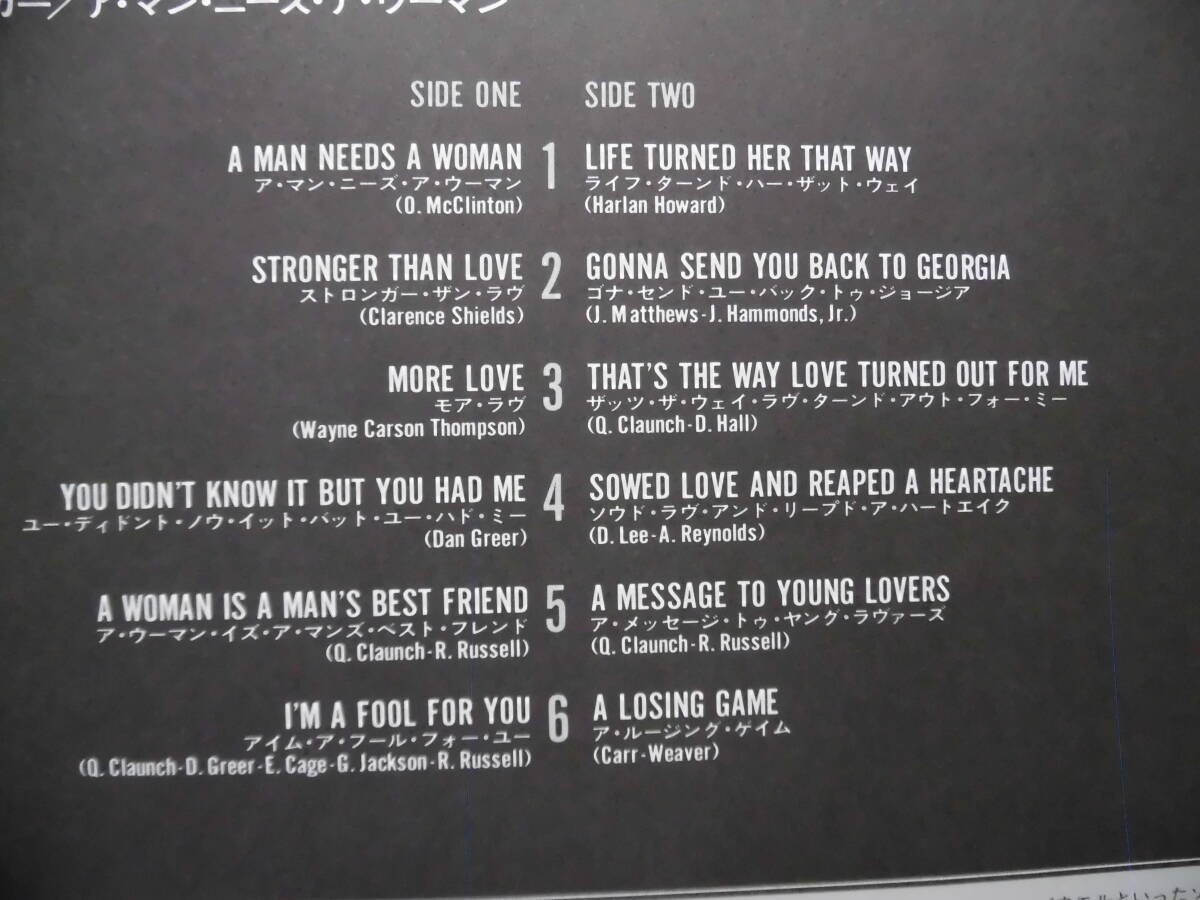 ガー/ア・マン・ニーズ・ア・ウーマン
SIDE ONE
A MAN NEEDS A WOMAN 1
ア・マン・ニーズ・ア・ウーマン
(O. McClinton)
STRONGER THAN LOVE 2
ストロンガー・ザン・ラヴ
(Clarence Shields)
MORE LOVE 3
モア・ラヴ
(Wayne Carson Thompson)
YOU DIDN'T KNOW IT BUT YOU HAD ME 4
ユー・ディドント・ノウ・イット・バット・ユー・ハド・ミー
(Dan Greer)
A WOMAN IS A MAN'S BEST FRIEND 5
ア・ウーマン・イズ・ア・マンズ・ベスト・フレンド
(Q. Claunch-R. Russell)
I'M A FOOL FOR YOU 6
アイム・ア・フール・フォー・ユー
(Q. Claunch-D. Greer-E. Cage-G. Jackson-R. Russell)
SIDE TWO
LIFE TURNED HER THAT WAY
ライフ・ターンド・ハー・ザット・ウェイ
(Harlan Howard)
GONNA SEND YOU BACK TO GEORGIA
ゴナ・センド・ユー・バック・トゥ・ジョージア
(J. Matthews-J. Hammonds, Jr.)
THAT'S THE WAY LOVE TURNED OUT FOR ME
ザッツ・ザ・ウェイ・ラヴ・ターンド・アウト・フォー・ミー
(Q. Claunch-D. Hall)
SOWED LOVE AND REAPED A HEARTACHE
ソウド・ラヴ・アンド・リープド・ア・ハートエイク
(D. Lee-A. Reynolds)
A MESSAGE TO YOUNG LOVERS
ア・メッセージ・トゥ・ヤング・ラヴァーズ
(Q. Claunch-R. Russell)
A LOSING GAME
ア・ルージング・ゲイム
(Carr-Weaver)